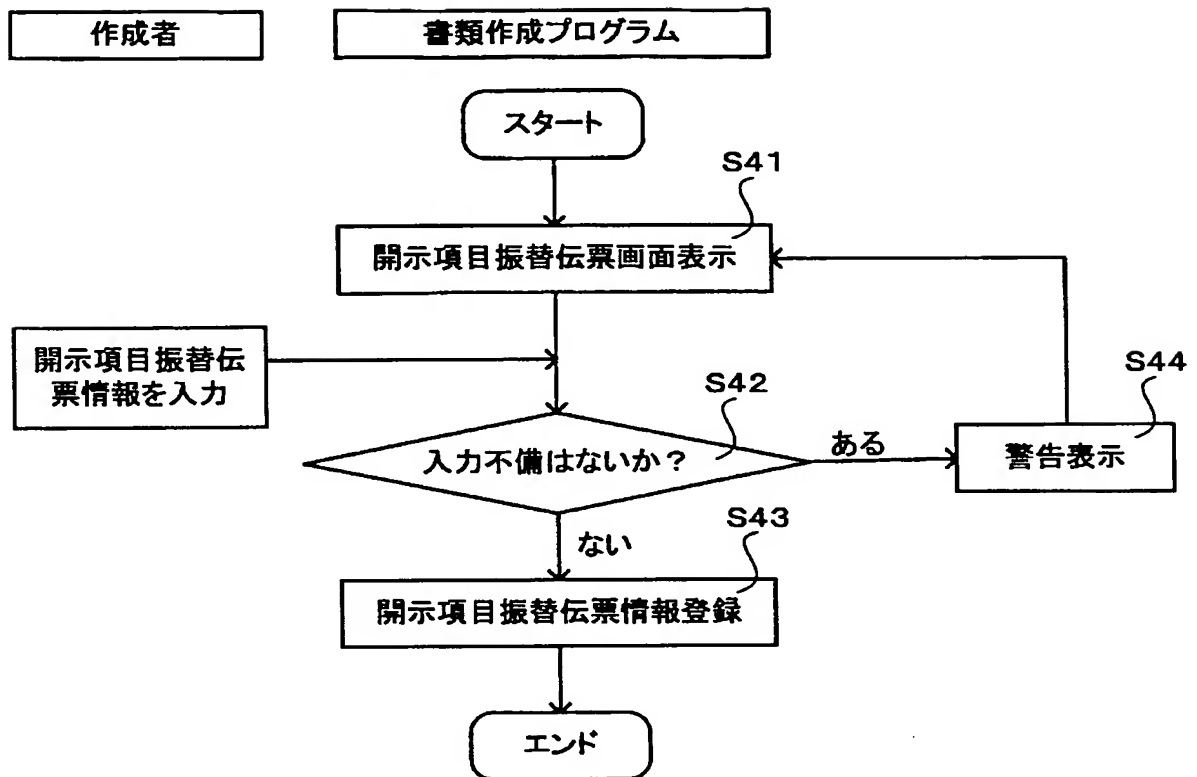 作成者
書類作成プログラム
スタート
S41
開示項目振替伝票画面表示
開示項目振替伝
票情報を入力
S42
入力不備はないか？
ある
S44
警告表示
ない
S43
開示項目振替伝票情報登録
エンド